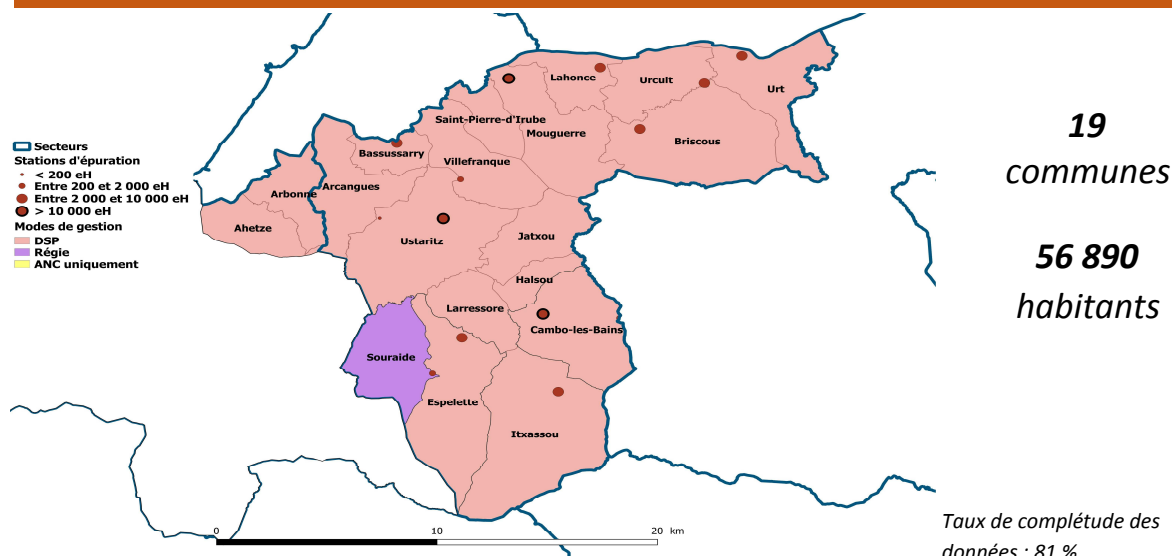 Secteurs
Stations d'épuration
< 200 eH
Entre 200 et 2 000 eH
Entre 2 000 et 10 000 eH
> 10 000 eH
Modes de gestion
DSP
Régie
ANC uniquement
Lahonce
Urcuit
Urt
Saint-Pierre-d'Irube
Mouguerre
Briscous
Bassussarry
Villefranque
Arbonne
Arcangues
Ahetze
Ustaritz
Jatxou
Halsou
Larressore
Cambo-les-Bains
Souraide
Espelette
Itxassou
0 10 20 km
19
communes
56 890
habitants
Taux de complétude des
données : 81 %